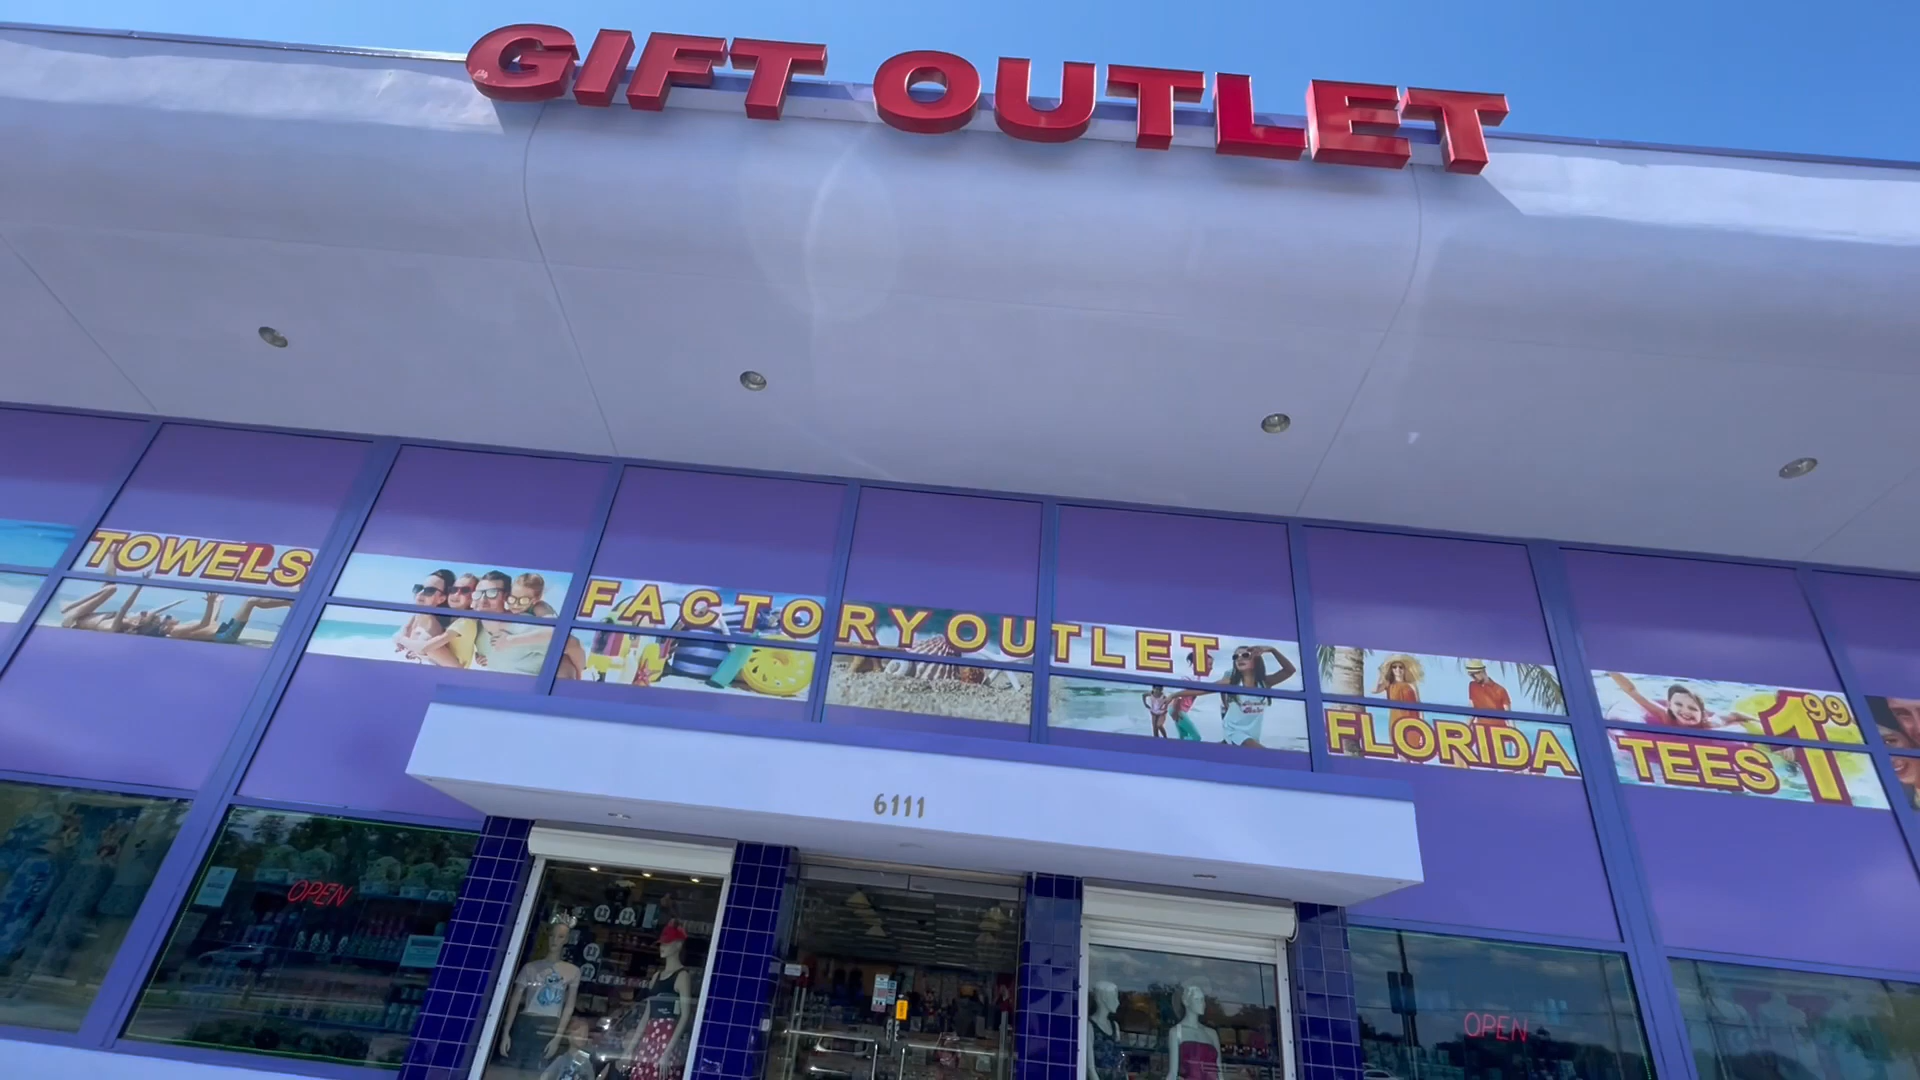 GIFT OUTLET
TOWELS
FACTORY OUTLET
FLORIDA
TEES 1.99
6111
OPEN
OPEN